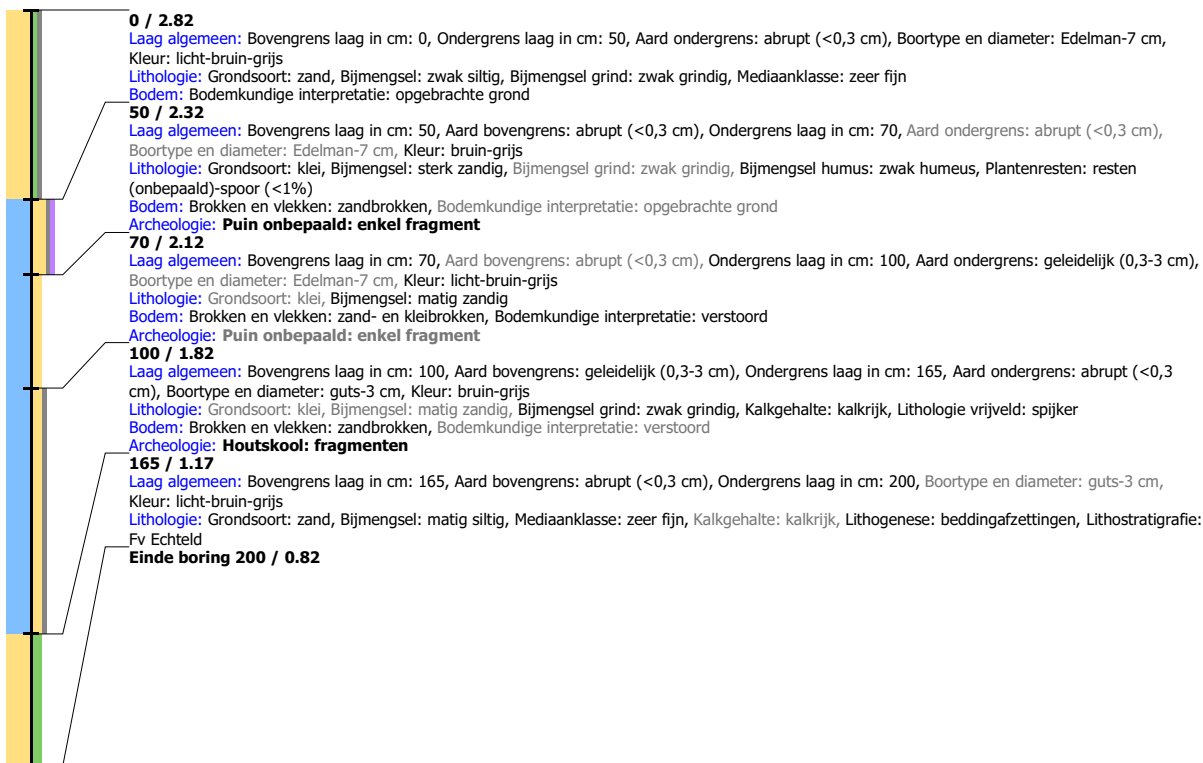 0 / 2.82
Laag algemeen: Bovengrens laag in cm: 0, Ondergrens laag in cm: 50, Aard ondergrens: abrupt (<0,3 cm), Boortype en diameter: Edelman-7 cm,
Kleur: licht-bruin-grijs
Lithologie: Grondsoort: zand, Bijmengsel: zwak siltig, Bijmengsel grind: zwak grindig, Mediaanklasse: zeer fijn
Bodem: Bodemkundige interpretatie: opgebrachte grond
50 / 2.32
Laag algemeen: Bovengrens laag in cm: 50, Aard bovengrens: abrupt (<0,3 cm), Ondergrens laag in cm: 70, Aard ondergrens: abrupt (<0,3 cm),
Boortype en diameter: Edelman-7 cm, Kleur: bruin-grijs
Lithologie: Grondsoort: klei, Bijmengsel: sterk zandig, Bijmengsel grind: zwak grindig, Bijmengsel humus: zwak humeus, Plantenresten: resten
(onbepaald)-spoor (<1%)
Bodem: Brokken en vlekken: zandbrokken, Bodemkundige interpretatie: opgebrachte grond
Archeologie: Puin onbepaald: enkel fragment
70 / 2.12
Laag algemeen: Bovengrens laag in cm: 70, Aard bovengrens: abrupt (<0,3 cm), Ondergrens laag in cm: 100, Aard ondergrens: geleidelijk (0,3-3 cm),
Boortype en diameter: Edelman-7 cm, Kleur: licht-bruin-grijs
Lithologie: Grondsoort: klei, Bijmengsel: matig zandig
Bodem: Brokken en vlekken: zand- en kleibrokken, Bodemkundige interpretatie: verstoord
Archeologie: Puin onbepaald: enkel fragment
100 / 1.82
Laag algemeen: Bovengrens laag in cm: 100, Aard bovengrens: geleidelijk (0,3-3 cm), Ondergrens laag in cm: 165, Aard ondergrens: abrupt (<0,3
cm), Boortype en diameter: guts-3 cm, Kleur: bruin-grijs
Lithologie: Grondsoort: klei, Bijmengsel: matig zandig, Bijmengsel grind: zwak grindig, Kalkgehalte: kalkrijk, Lithologie vrijveld: spijker
Bodem: Brokken en vlekken: zandbrokken, Bodemkundige interpretatie: verstoord
Archeologie: Houtskool: fragmenten
165 / 1.17
Laag algemeen: Bovengrens laag in cm: 165, Aard bovengrens: abrupt (<0,3 cm), Ondergrens laag in cm: 200, Boortype en diameter: guts-3 cm,
Kleur: licht-bruin-grijs
Lithologie: Grondsoort: zand, Bijmengsel: matig siltig, Mediaanklasse: zeer fijn, Kalkgehalte: kalkrijk, Lithogenese: beddingafzettingen, Lithostratigrafie:
Fv Echteld
Einde boring 200 / 0.82